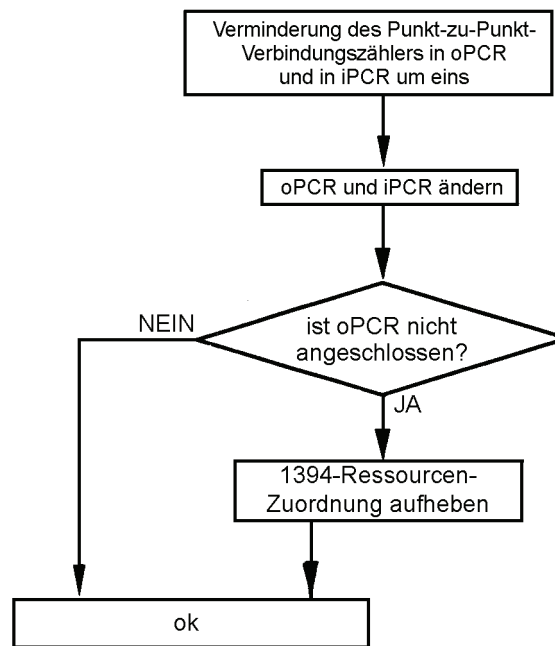 Verminderung des Punkt-zu-Punkt-
Verbindungszählers in oPCR
und in iPCR um eins
oPCR und iPCR ändern
ist oPCR nicht
angeschlossen?
NEIN
JA
1394-Ressourcen-
Zuordnung aufheben
ok